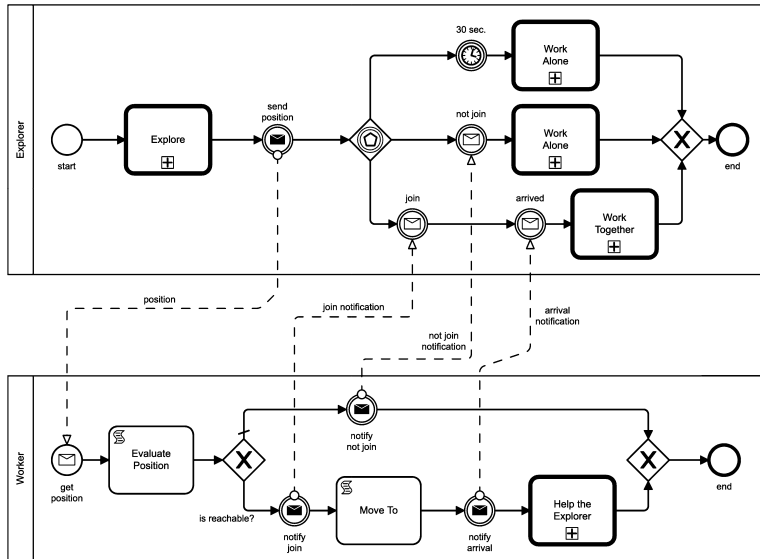 Explorer
30 sec.
Work
Alone
send
position
not join
Explore
Work
Alone
start
end
join
arrived
Work
Together
position
join notification
not join
notification
arrival
notification
Worker
Evaluate
Position
notify
not join
get
position
end
is reachable?
Move To
Help the
Explorer
notify
join
notify
arrival